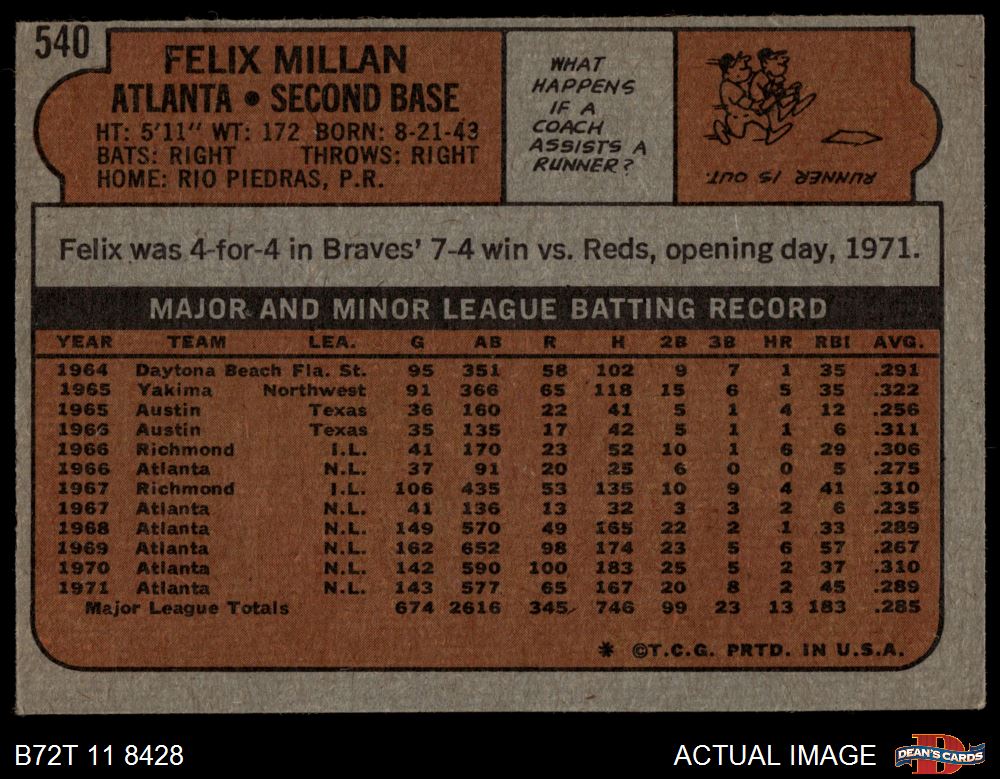 540
FELIX MILLAN
ATLANTA • SECOND BASE
HT: 5'11" WT: 172 BORN: 8-21-43
BATS: RIGHT THROWS: RIGHT
HOME: RIO PIEDRAS, P.R.
WHAT
HAPPENS
IF A
COACH
ASSISTS A
RUNNER?
RUNNER IS OUT.
Felix was 4-for-4 in Braves' 7-4 win vs. Reds, opening day, 1971.
MAJOR AND MINOR LEAGUE BATTING RECORD
YEAR TEAM LEA. G AB R H 2B 3B HR RBI AVG.
1964 Daytona Beach Fla. St. 95 351 58 102 9 7 1 35 .291
1965 Yakima Northwest 91 366 65 118 15 6 5 35 .322
1965 Austin Texas 36 160 22 41 5 1 4 12 .256
1966 Austin Texas 35 135 17 42 5 1 1 6 .311
1966 Richmond I.L. 41 170 23 52 10 1 6 29 .306
1966 Atlanta N.L. 37 91 20 25 6 0 0 5 .275
1967 Richmond I.L. 106 435 53 135 10 9 4 41 .310
1967 Atlanta N.L. 41 136 13 32 3 3 2 6 .235
1968 Atlanta N.L. 149 570 49 165 22 2 1 33 .289
1969 Atlanta N.L. 162 652 98 174 23 5 6 57 .267
1970 Atlanta N.L. 142 590 100 183 25 5 2 37 .310
1971 Atlanta N.L. 143 577 65 167 20 8 2 45 .289
Major League Totals 674 2616 345 746 99 23 13 183 .285
* ©T.C.G. PRTD. IN U.S.A.
B72T 11 8428
ACTUAL IMAGE
DEAN'S CARDS